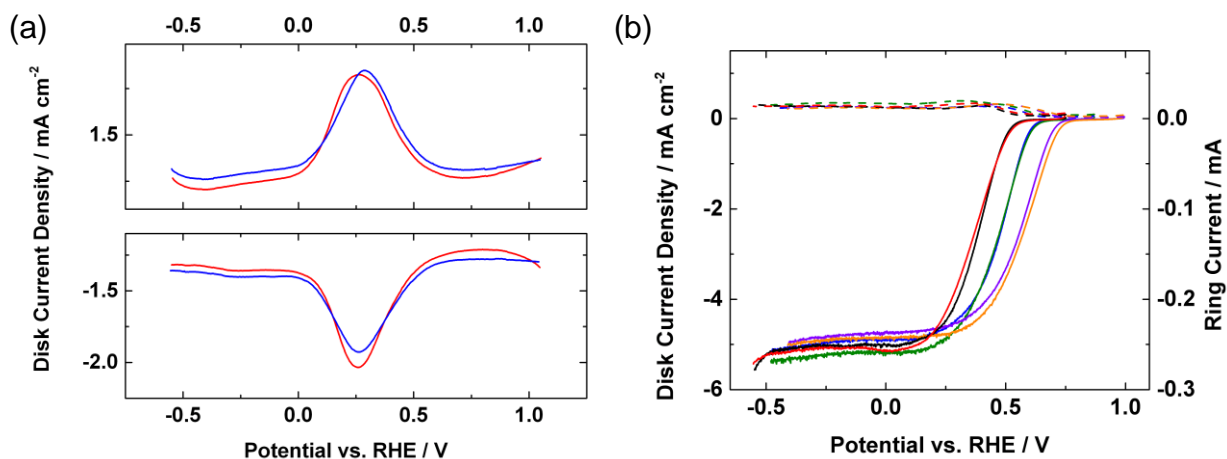 (a)
-0.5 0.0 0.5 1.0
1.5
-1.5
-2.0
-0.5 0.0 0.5 1.0
Disk Current Density / mA cm-2
Potential vs. RHE / V
(b)
0
-2
-4
-6
Disk Current Density / mA cm-2
0.0
-0.1
-0.2
-0.3
Ring Current / mA
-0.5 0.0 0.5 1.0
Potential vs. RHE / V